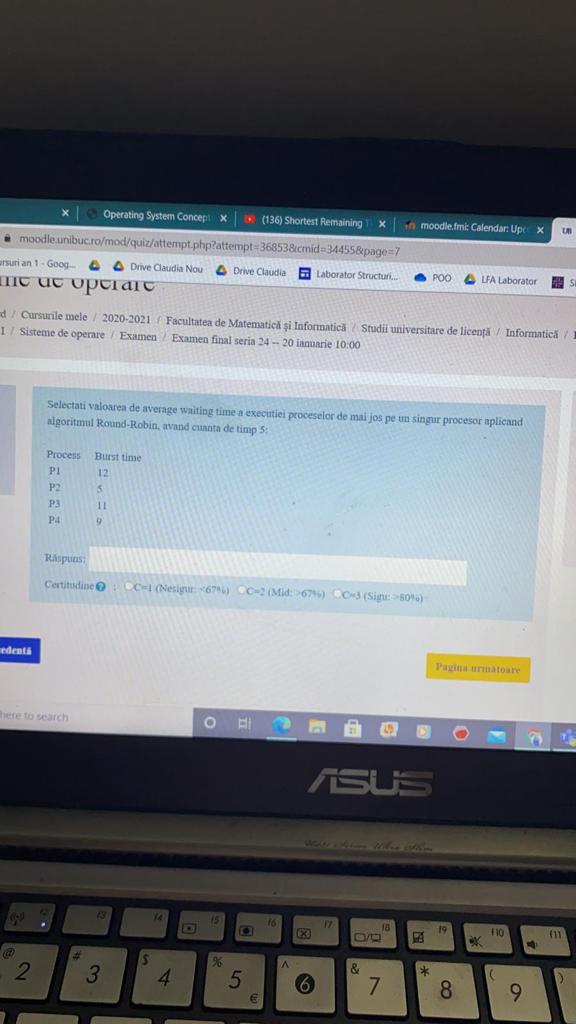 Operating System Concept
(136) Shortest Remaining T
moodle.fmi: Calendar: Upc
moodle.unibuc.ro/mod/quiz/attempt.php?attempt=36853&cmid=34455&page=7
ursuri an 1 - Goog... Drive Claudia Nou Drive Claudia Laborator Structuri... POO LFA Laborator
me de operare
d / Cursurile mele / 2020-2021 / Facultatea de Matematică și Informatică / Studii universitare de licență / Informatică /
1 / Sisteme de operare / Examen / Examen final seria 24 -- 20 ianuarie 10:00
Selectati valoarea de average waiting time a executiei proceselor de mai jos pe un singur procesor aplicand
algoritmul Round-Robin, avand cuanta de timp 5:
Process Burst time
P1 12
P2 5
P3 11
P4 9
Răspuns:
Certitudine ? : C=1 (Nesigur: <67%) C=2 (Mid: >67%) C=3 (Sigu: >80%)
edentă
Pagina următoare
here to search
ASUS
f2 f3 f4 f5 f6 f7 f8 f9 f10 f11
@ # $ % ^ & * ( )
2 3 4 5 € 6 7 8 9